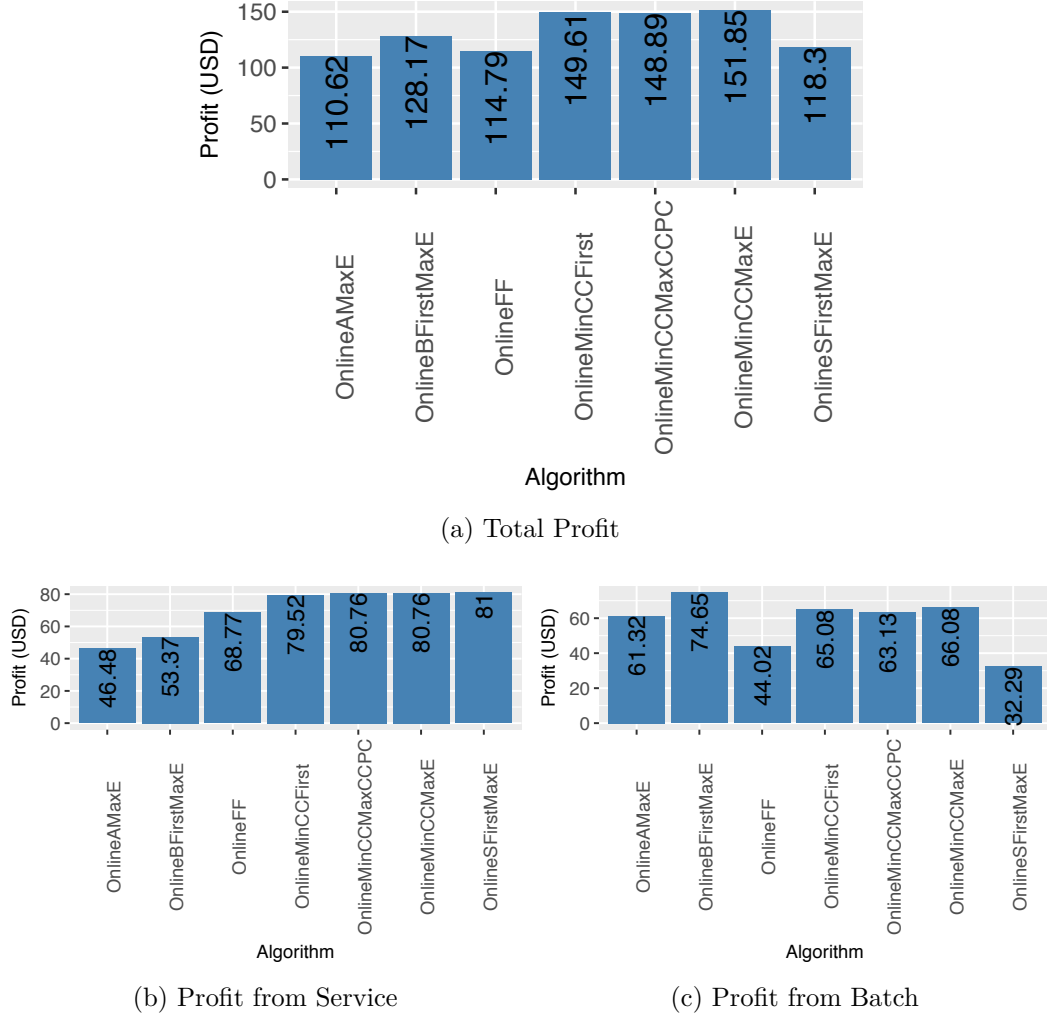 Profit (USD)
150
100
50
0
110.62
128.17
114.79
149.61
148.89
151.85
118.3
OnlineAMaxE
OnlineBFirstMaxE
OnlineFF
OnlineMinCCFirst
OnlineMinCCMaxCCPC
OnlineMinCCMaxE
OnlineSFirstMaxE
Algorithm
(a) Total Profit
Profit (USD)
80
60
40
20
0
46.48
53.37
68.77
79.52
80.76
80.76
81
OnlineAMaxE
OnlineBFirstMaxE
OnlineFF
OnlineMinCCFirst
OnlineMinCCMaxCCPC
OnlineMinCCMaxE
OnlineSFirstMaxE
Algorithm
(b) Profit from Service
Profit (USD)
60
40
20
0
61.32
74.65
44.02
65.08
63.13
66.08
32.29
OnlineAMaxE
OnlineBFirstMaxE
OnlineFF
OnlineMinCCFirst
OnlineMinCCMaxCCPC
OnlineMinCCMaxE
OnlineSFirstMaxE
Algorithm
(c) Profit from Batch